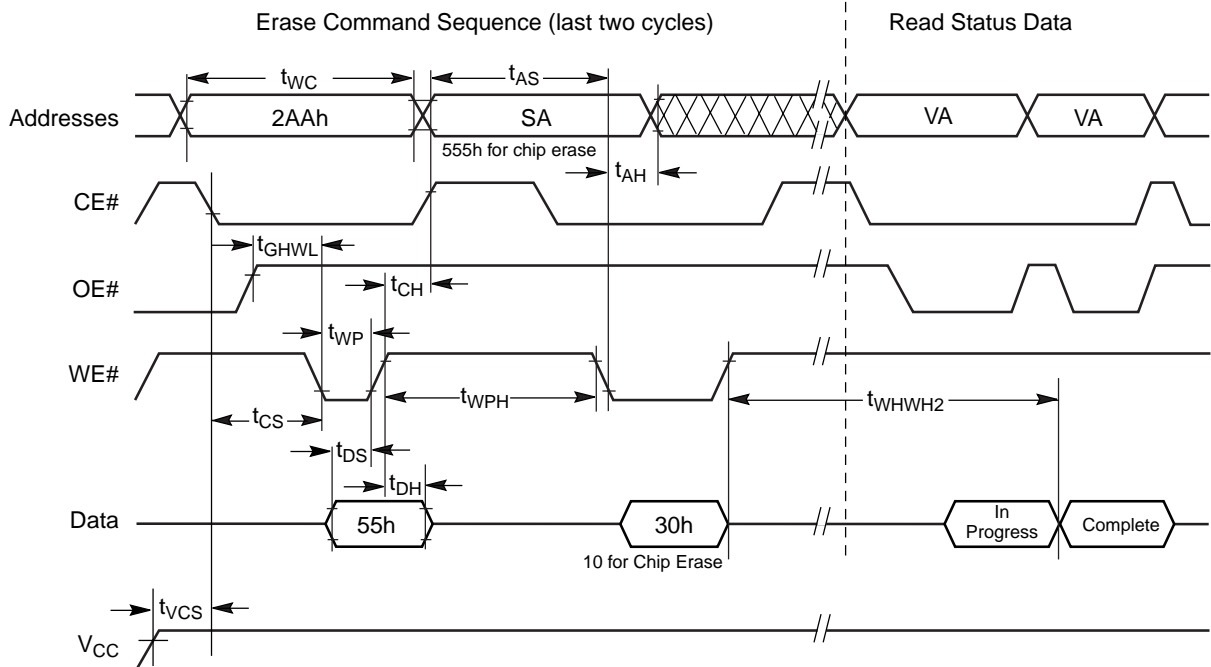 Erase Command Sequence (last two cycles)
Read Status Data
tWC
tAS
Addresses
2AAh
SA
VA
VA
555h for chip erase
tAH
CE#
tGHWL
OE#
tCH
tWP
WE#
tWPH
tWHWH2
tCS
tDS
tDH
Data
55h
30h
In
Progress
Complete
10 for Chip Erase
tVCS
VCC